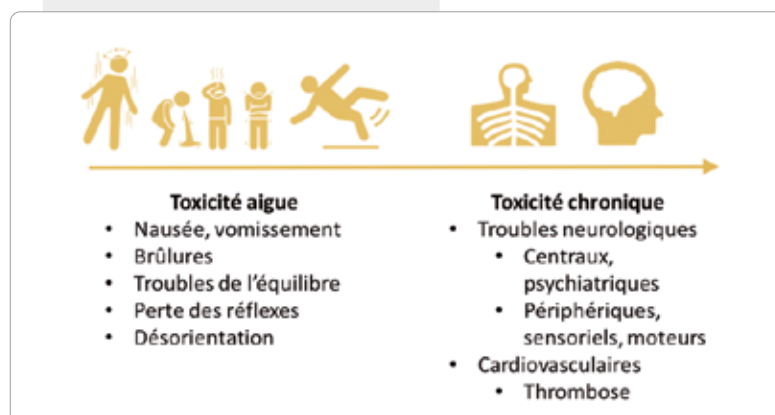 Toxicité aigue
• Nausée, vomissement
• Brûlures
• Troubles de l'équilibre
• Perte des réflexes
• Désorientation
Toxicité chronique
• Troubles neurologiques
• Centraux,
psychiatriques
• Périphériques,
sensoriels, moteurs
• Cardiovasculaires
• Thrombose